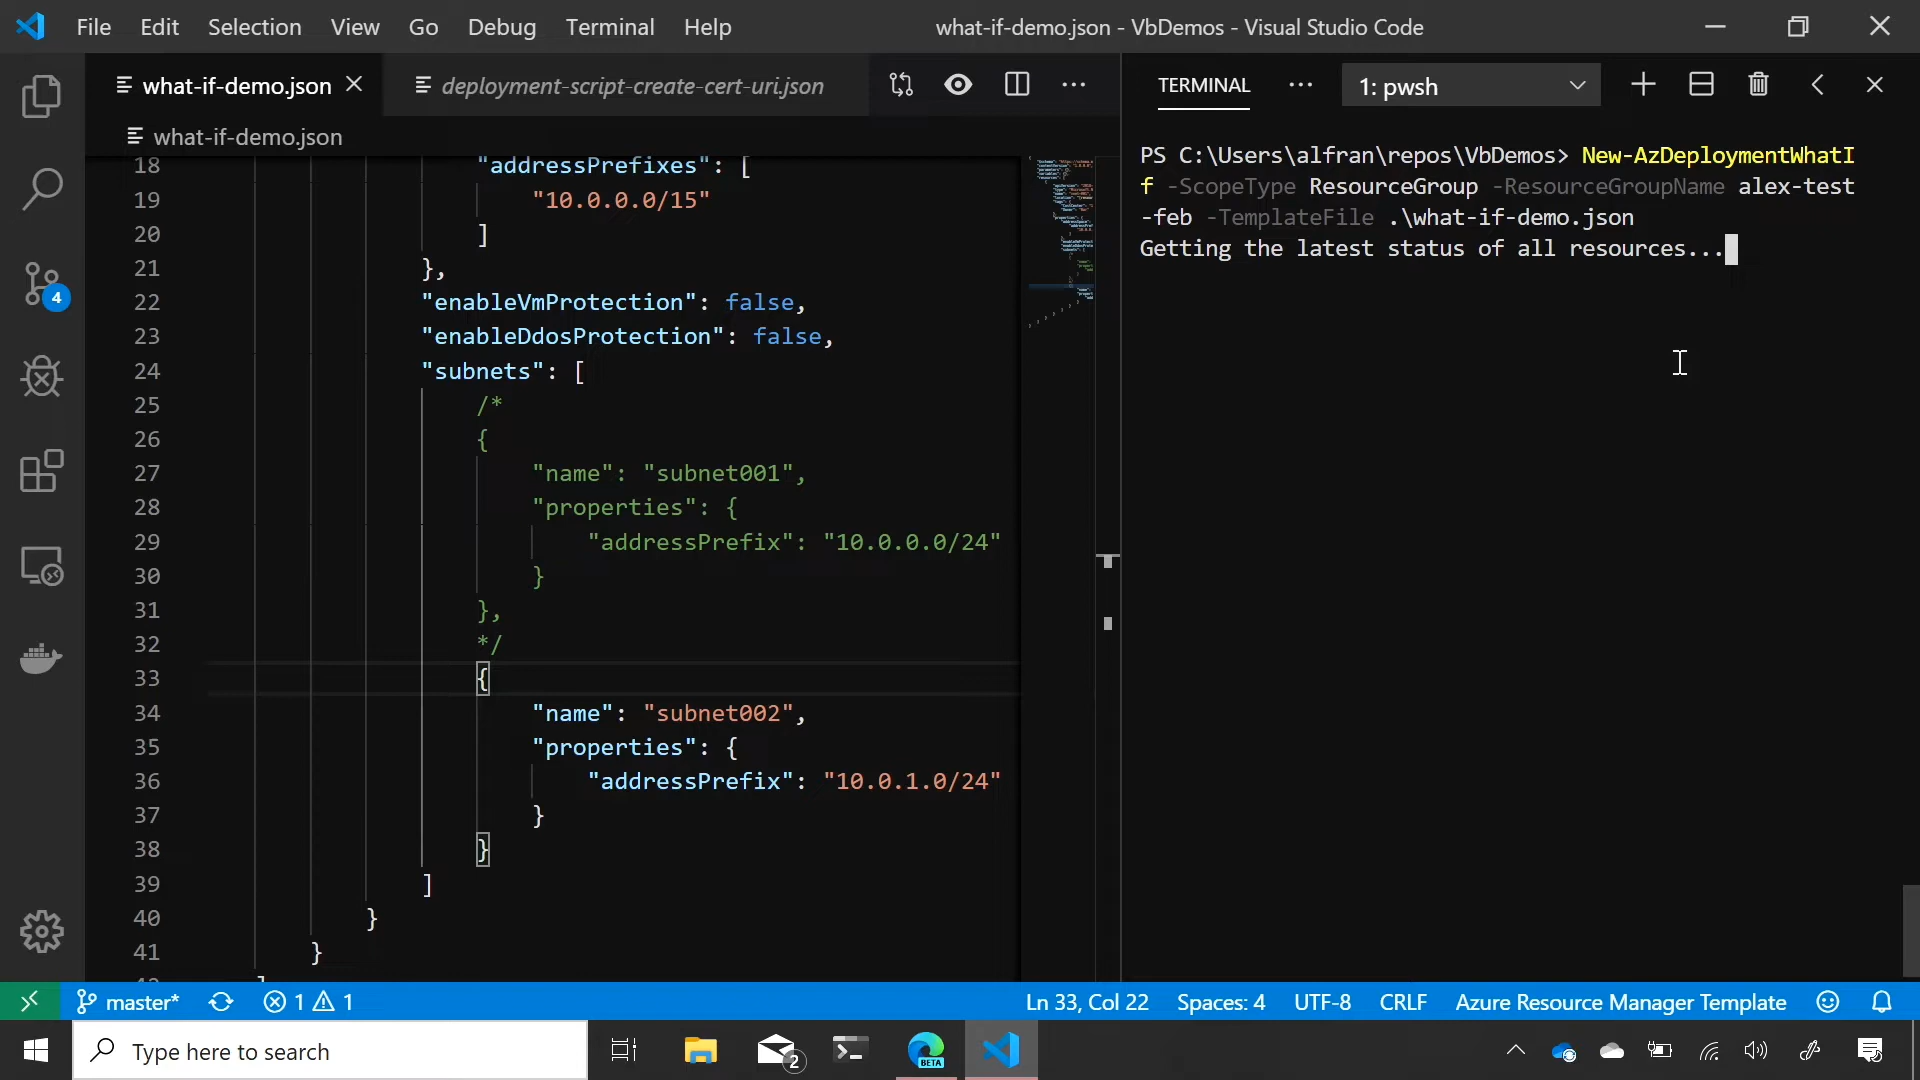 File Edit Selection View Go Debug Terminal Help
what-if-demo.json - VbDemos - Visual Studio Code
what-if-demo.json
deployment-script-create-cert-uri.json
what-if-demo.json
18 "addressPrefixes": [
19 "10.0.0.0/15"
20 ]
21 },
22 "enableVmProtection": false,
23 "enableDdosProtection": false,
24 "subnets": [
25 /*
26 {
27 "name": "subnet001",
28 "properties": {
29 "addressPrefix": "10.0.0.0/24"
30 }
31 },
32 */
33 {
34 "name": "subnet002",
35 "properties": {
36 "addressPrefix": "10.0.1.0/24"
37 }
38 }
39 ]
40 }
41 }
TERMINAL
1: pwsh
PS C:\Users\alfran\repos\VbDemos> New-AzDeploymentWhatI
f -ScopeType ResourceGroup -ResourceGroupName alex-test
-feb -TemplateFile .\what-if-demo.json
Getting the latest status of all resources...
4
master* 1 1
Ln 33, Col 22 Spaces: 4 UTF-8 CRLF Azure Resource Manager Template
Type here to search
2
BETA